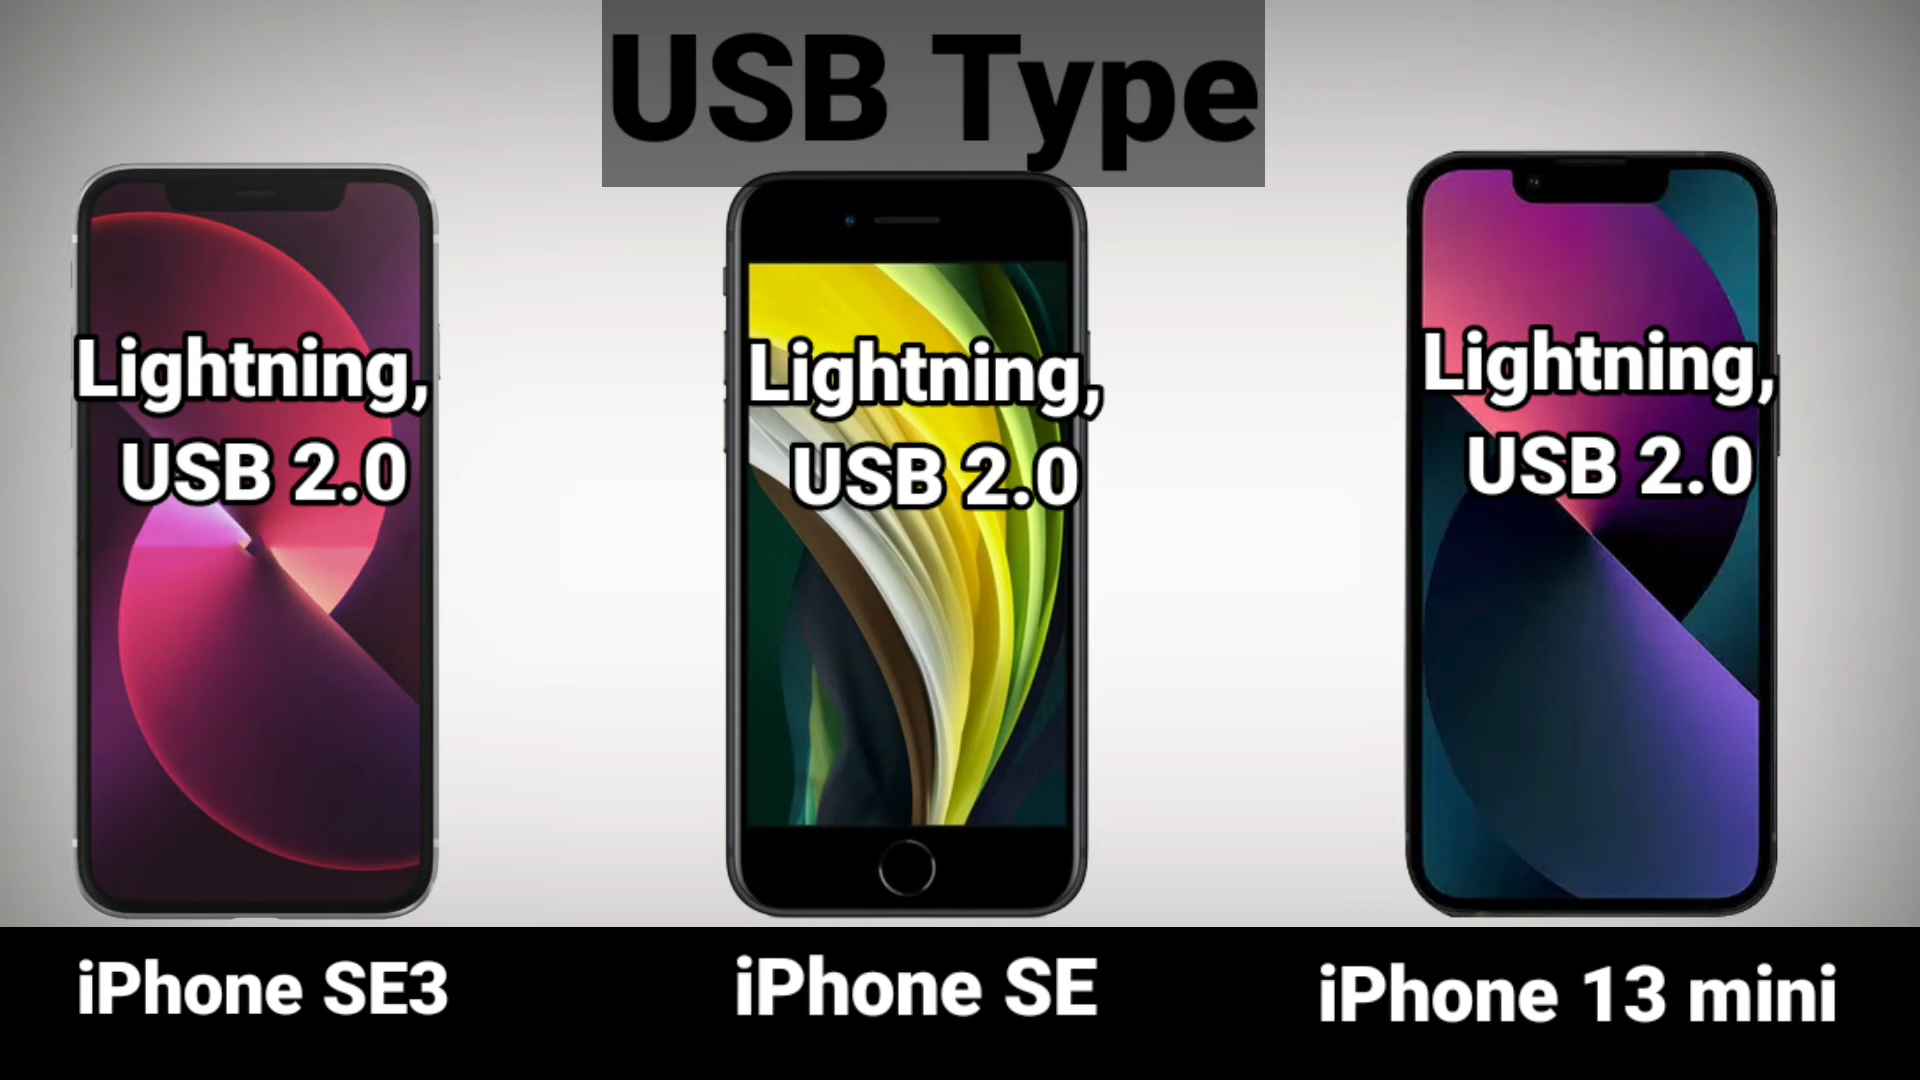 USB Type
Lightning,
USB 2.0
Lightning,
USB 2.0
Lightning,
USB 2.0
iPhone SE3
iPhone SE
iPhone 13 mini